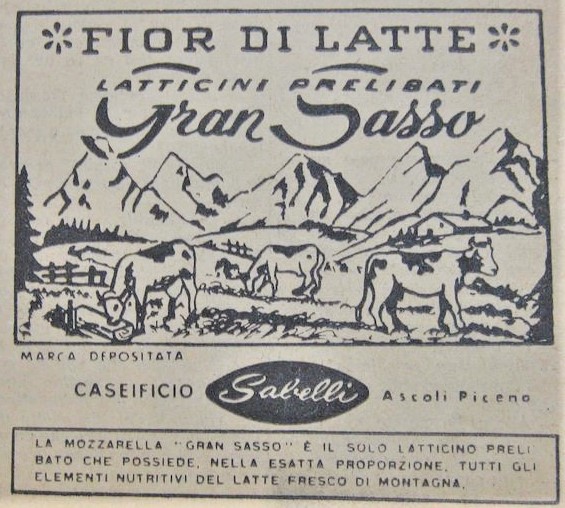 FIOR DI LATTE
LATTICINI PRELIBATI
Gran Sasso
MARCA DEPOSITATA
CASEIFICIO Sabelli Ascoli Piceno
LA MOZZARELLA "GRAN SASSO" È IL SOLO LATTICINO PRELI
BATO CHE POSSIEDE, NELLA ESATTA PROPORZIONE, TUTTI GLI
ELEMENTI NUTRITIVI DEL LATTE FRESCO DI MONTAGNA.